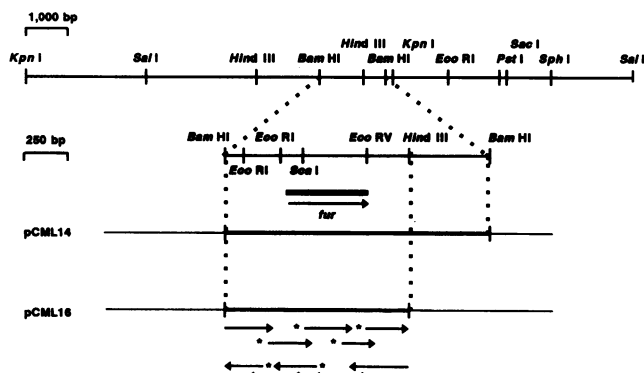 1,000 bp
Sac I
Hind III Kpn I
Kpn I Sal I Hind III Bam HI Bam HI Eco RI Pst I Sph I Sal I
250 bp
Bam HI Eco RI Eco RV Hind III Bam HI
Eco RI Sca I
fur
pCML14
pCML16
* *
* *
* *